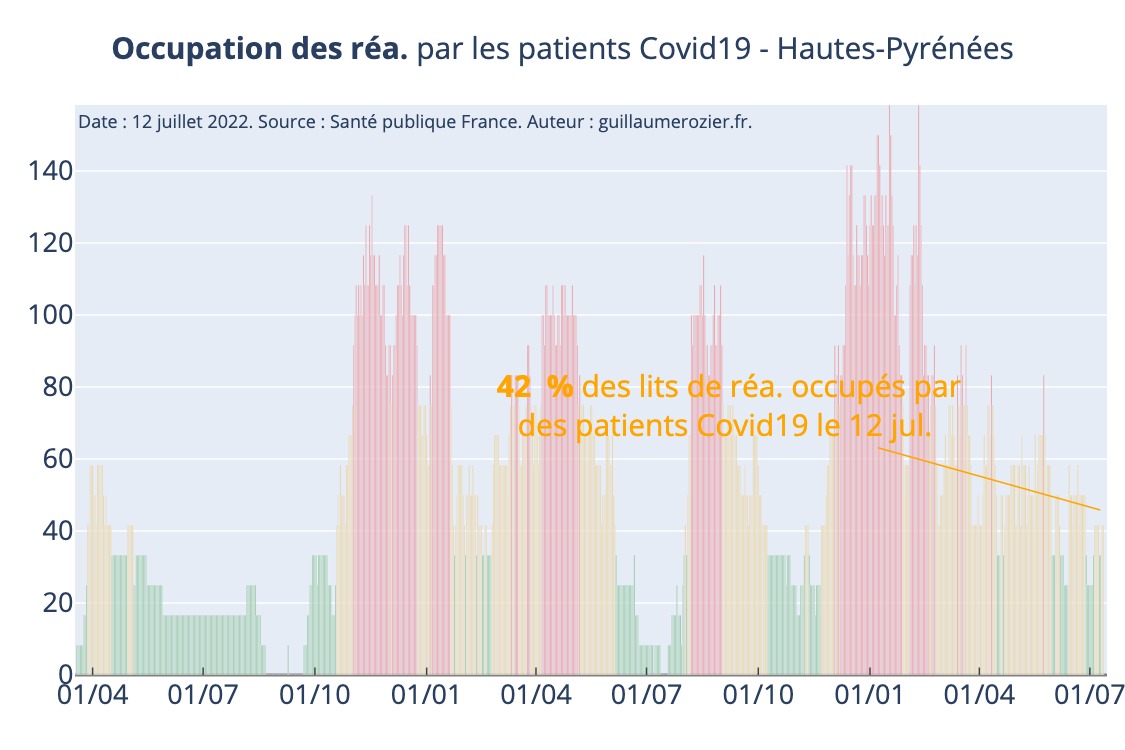 Occupation des réa. par les patients Covid19 - Hautes-Pyrénées
Date : 12 juillet 2022. Source : Santé publique France. Auteur : guillaumerozier.fr.
140
120
100
80
60
40
20
0
42 % des lits de réa. occupés par
des patients Covid19 le 12 jul.
01/04 01/07 01/10 01/01 01/04 01/07 01/10 01/01 01/04 01/07